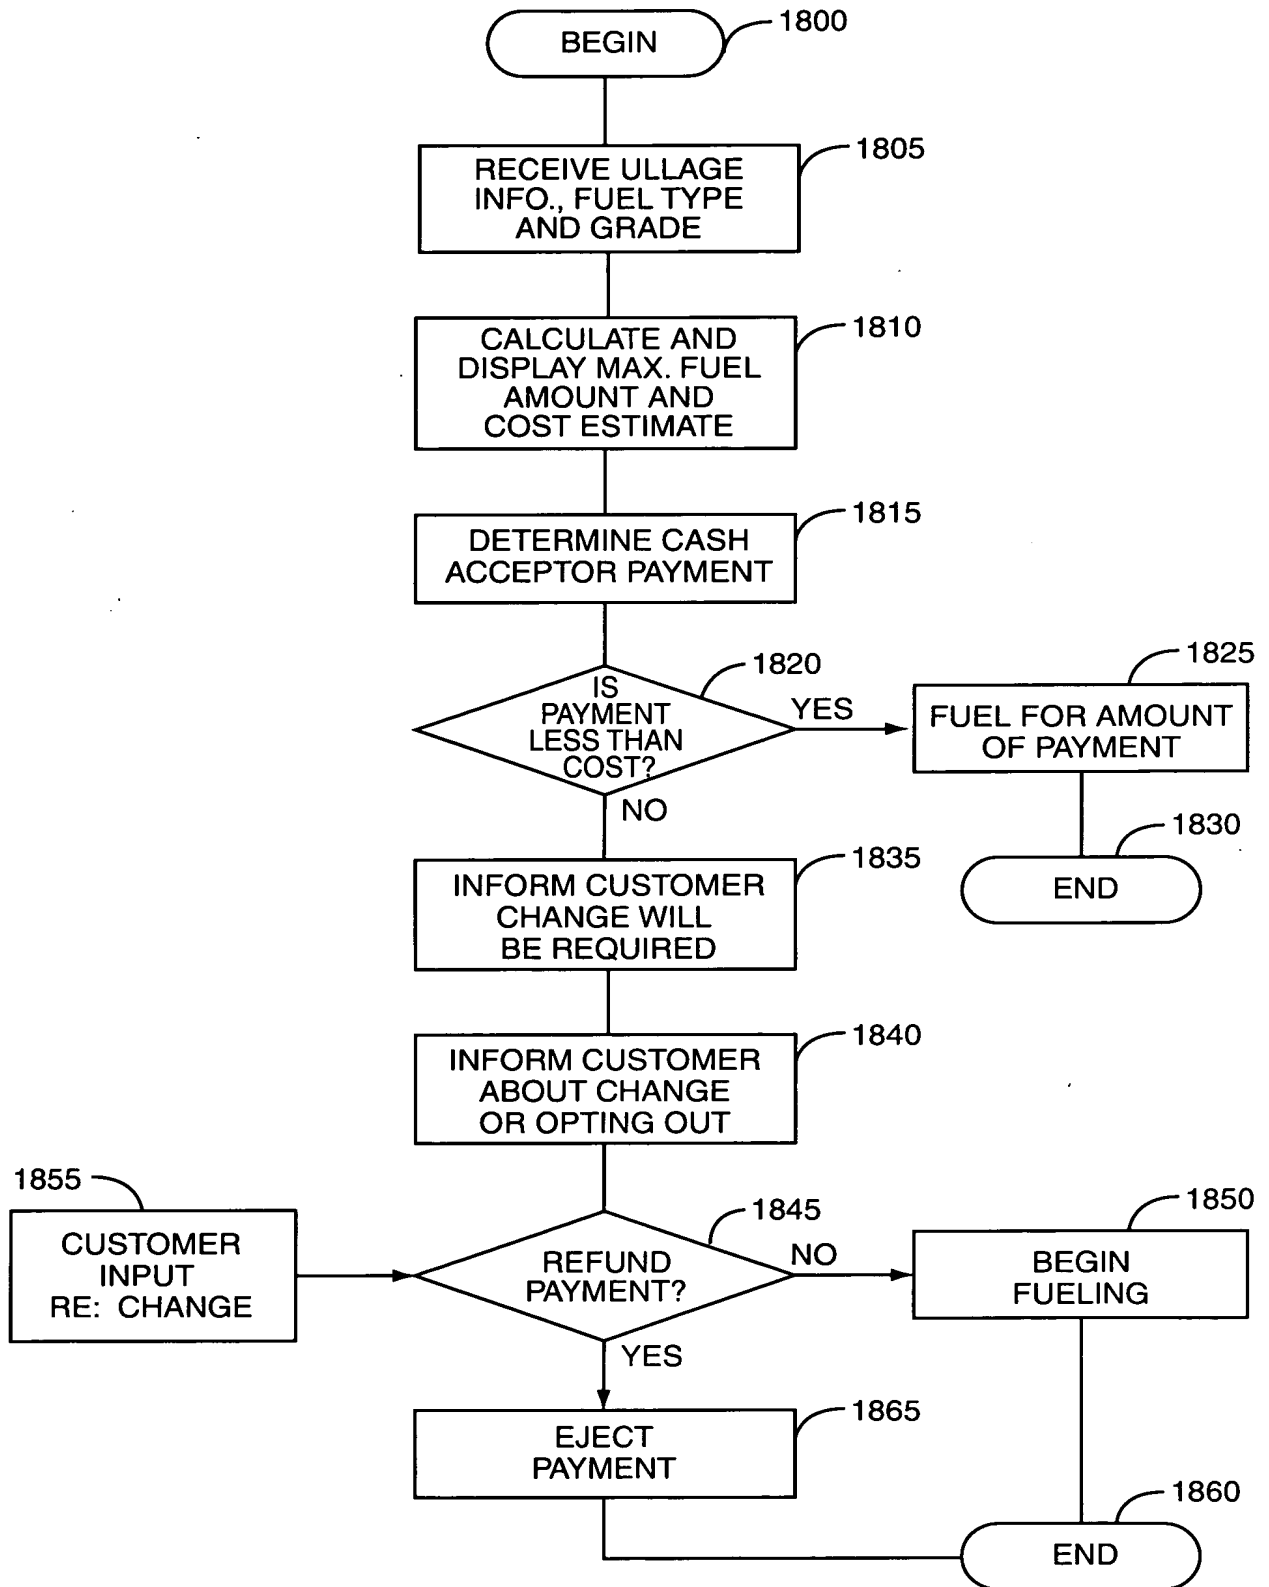 BEGIN
1800
RECEIVE ULLAGE
INFO., FUEL TYPE
AND GRADE
1805
CALCULATE AND
DISPLAY MAX. FUEL
AMOUNT AND
COST ESTIMATE
1810
DETERMINE CASH
ACCEPTOR PAYMENT
1815
IS
PAYMENT
LESS THAN
COST?
1820
YES
FUEL FOR AMOUNT
OF PAYMENT
1825
END
1830
NO
INFORM CUSTOMER
CHANGE WILL
BE REQUIRED
1835
INFORM CUSTOMER
ABOUT CHANGE
OR OPTING OUT
1840
CUSTOMER
INPUT
RE: CHANGE
1855
REFUND
PAYMENT?
1845
NO
BEGIN
FUELING
1850
YES
EJECT
PAYMENT
1865
END
1860